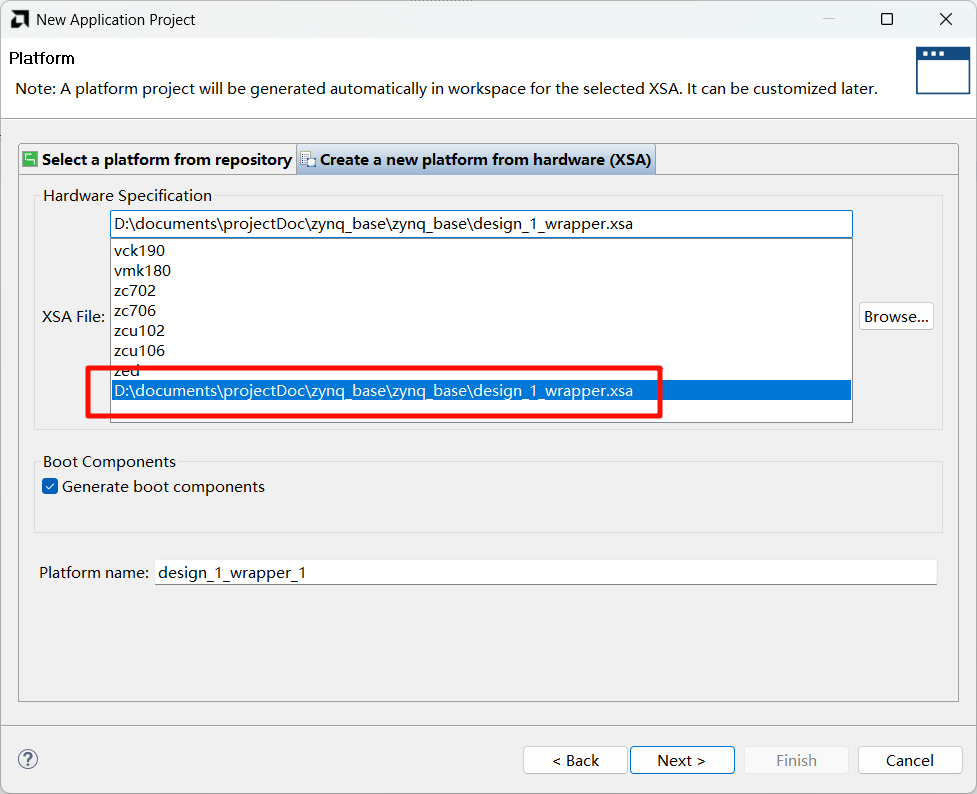 New Application Project
Platform
Note: A platform project will be generated automatically in workspace for the selected XSA. It can be customized later.
Select a platform from repository
Create a new platform from hardware (XSA)
Hardware Specification
D:\documents\projectDoc\zynq_base\zynq_base\design_1_wrapper.xsa
vck190
vmk180
zc702
zc706
XSA File:
Browse...
zcu102
zcu106
zed
D:\documents\projectDoc\zynq_base\zynq_base\design_1_wrapper.xsa
Boot Components
Generate boot components
Platform name: design_1_wrapper_1
?
< Back
Next >
Finish
Cancel